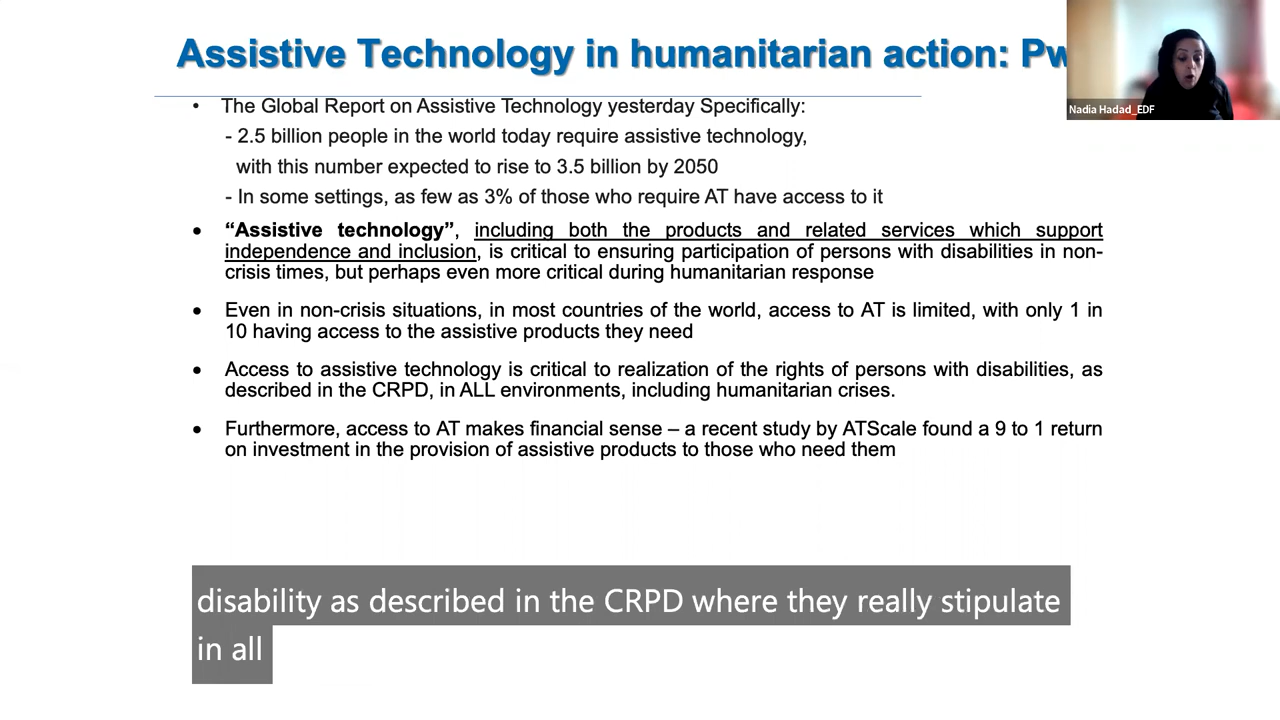 Assistive Technology in humanitarian action: Pw
Nadia Hadad_EDF
• The Global Report on Assistive Technology yesterday Specifically:
- 2.5 billion people in the world today require assistive technology,
with this number expected to rise to 3.5 billion by 2050
- In some settings, as few as 3% of those who require AT have access to it
• “Assistive technology”, including both the products and related services which support
independence and inclusion, is critical to ensuring participation of persons with disabilities in non-
crisis times, but perhaps even more critical during humanitarian response
• Even in non-crisis situations, in most countries of the world, access to AT is limited, with only 1 in
10 having access to the assistive products they need
• Access to assistive technology is critical to realization of the rights of persons with disabilities, as
described in the CRPD, in ALL environments, including humanitarian crises.
• Furthermore, access to AT makes financial sense – a recent study by ATScale found a 9 to 1 return
on investment in the provision of assistive products to those who need them
disability as described in the CRPD where they really stipulate
in all